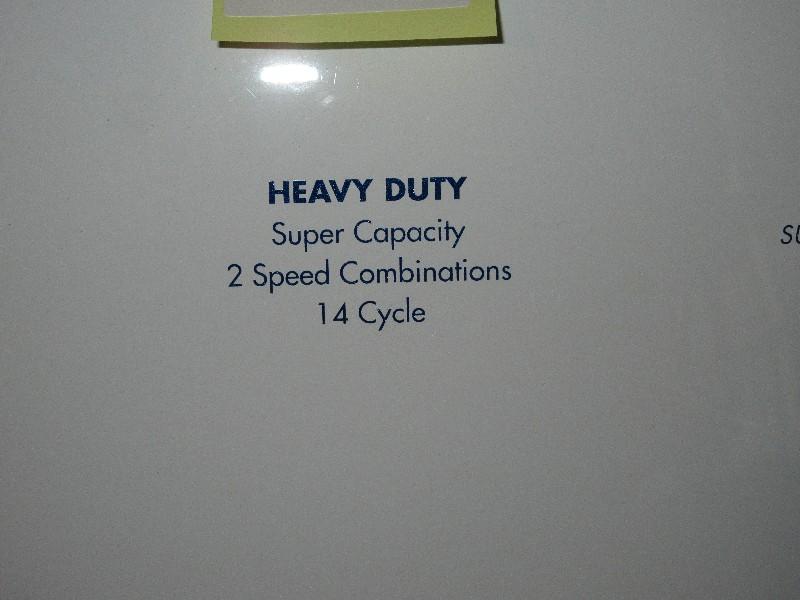 HEAVY DUTY
Super Capacity
2 Speed Combinations
14 Cycle